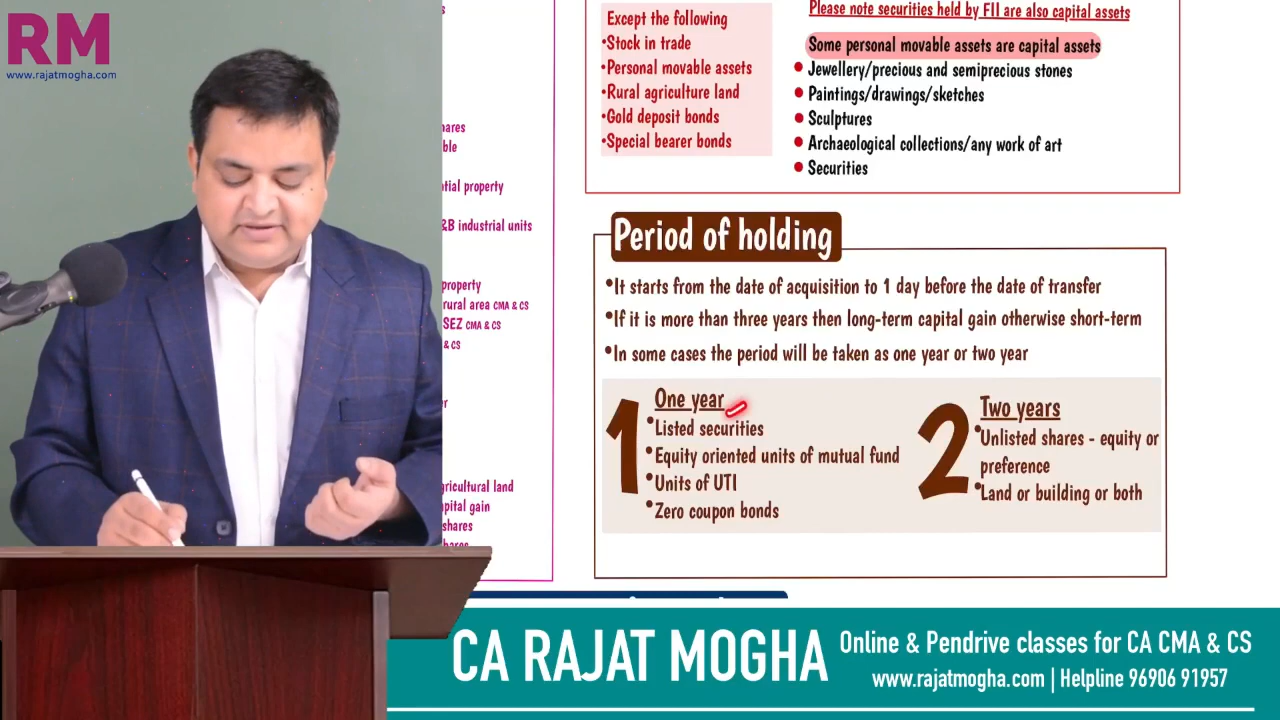 RM
www.rajatmogha.com
hares
ble
tial property
&B industrial units
property
rural area CMA & CS
SEZ CMA & CS
& CS
r
gricultural land
pital gain
shares
Except the following
•Stock in trade
•Personal movable assets
•Rural agriculture land
•Gold deposit bonds
•Special bearer bonds
Please note securities held by FII are also capital assets
Some personal movable assets are capital assets
• Jewellery/precious and semiprecious stones
• Paintings/drawings/sketches
• Sculptures
• Archaeological collections/any work of art
• Securities
Period of holding
•It starts from the date of acquisition to 1 day before the date of transfer
•If it is more than three years then long-term capital gain otherwise short-term
•In some cases the period will be taken as one year or two year
1
One year
•Listed securities
•Equity oriented units of mutual fund
•Units of UTI
•Zero coupon bonds
2
Two years
•Unlisted shares - equity or
preference
•Land or building or both
CA RAJAT MOGHA
Online & Pendrive classes for CA CMA & CS
www.rajatmogha.com | Helpline 96906 91957